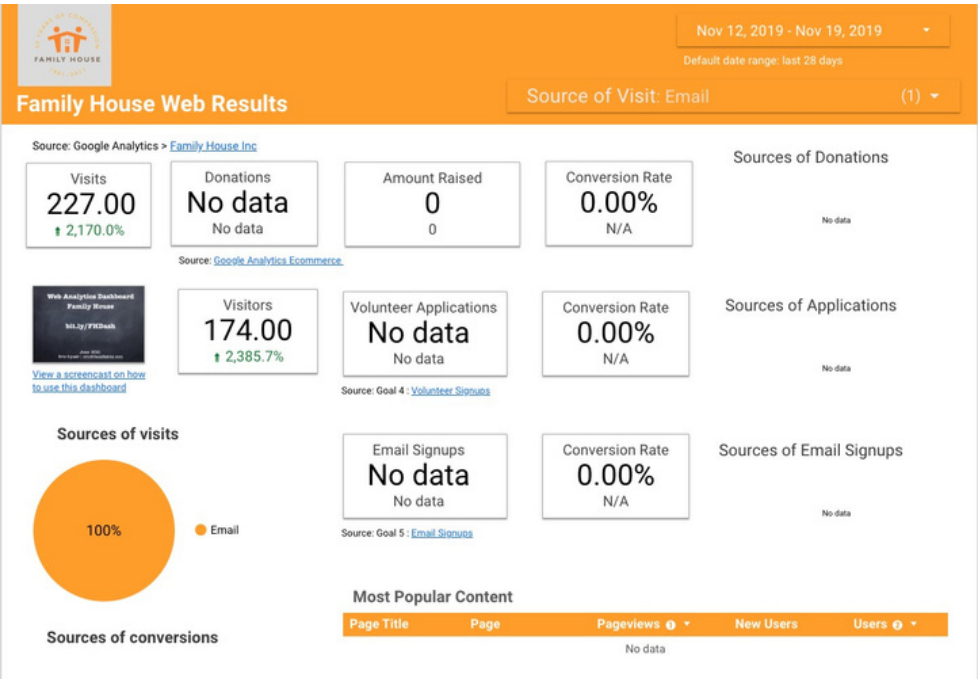 FAMILY HOUSE
Nov 12, 2019 - Nov 19, 2019
Default date range: last 28 days
Family House Web Results
Source of Visit: Email (1)
Source: Google Analytics > Family House Inc
Visits
227.00
2,170.0%
Donations
No data
No data
Source: Google Analytics Ecommerce
Amount Raised
0
0
Conversion Rate
0.00%
N/A
Sources of Donations
No data
Web Analytics Dashboard
Family House
bit.ly/FHDash
View a screencast on how
to use this dashboard
Visitors
174.00
2,385.7%
Volunteer Applications
No data
No data
Source: Goal 4 : Volunteer Signups
Conversion Rate
0.00%
N/A
Sources of Applications
No data
Sources of visits
100%
Email
Email Signups
No data
No data
Source: Goal 5 : Email Signups
Conversion Rate
0.00%
N/A
Sources of Email Signups
No data
Sources of conversions
Most Popular Content
Page Title Page Pageviews 1 New Users Users 2
No data